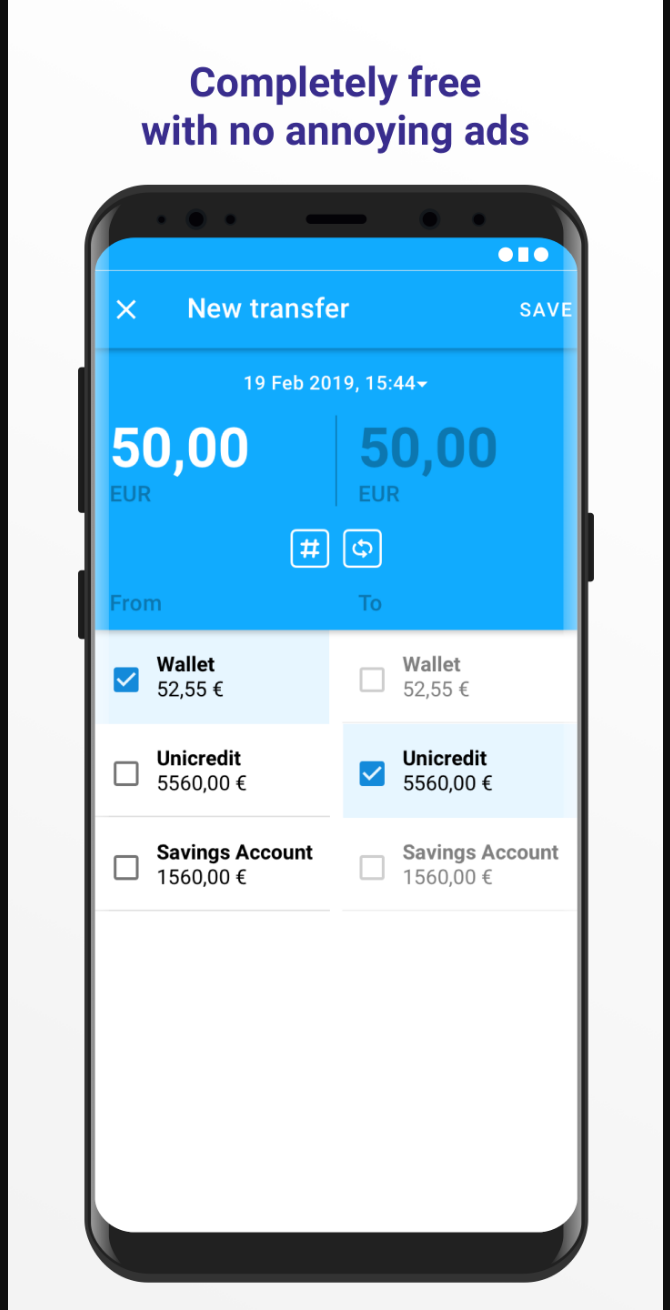 Completely free
with no annoying ads
New transfer
SAVE
19 Feb 2019, 15:44
50,00
EUR
50,00
EUR
#
From
To
Wallet
52,55 €
Wallet
52,55 €
Unicredit
5560,00 €
Unicredit
5560,00 €
Savings Account
1560,00 €
Savings Account
1560,00 €